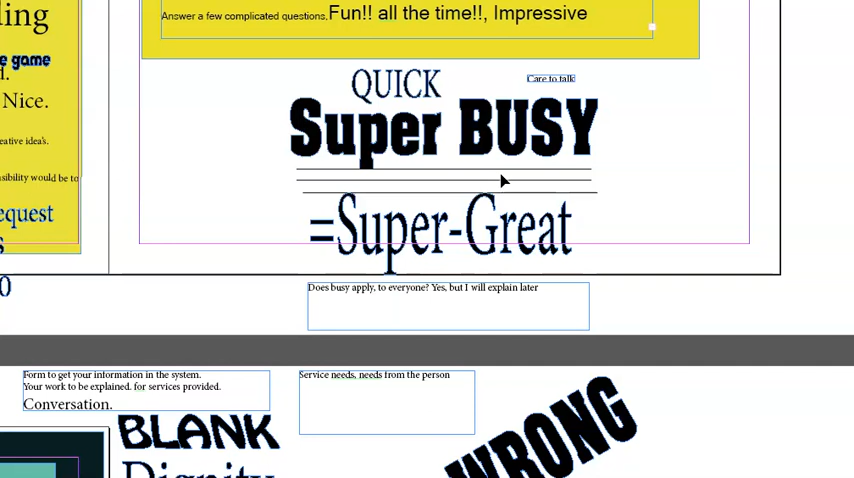 ding
e game
d.
Nice.
eative idea's.
sibility would be to
equest
s
0
Answer a few complicated questions,Fun!! all the time!!, Impressive
QUICK
Care to talk
Super BUSY
=Super-Great
Does busy apply, to everyone? Yes, but I will explain later
Form to get your information in the system.
Your work to be explained. for services provided.
Conversation.
Service needs, needs from the person
BLANK
Dignity
WRONG